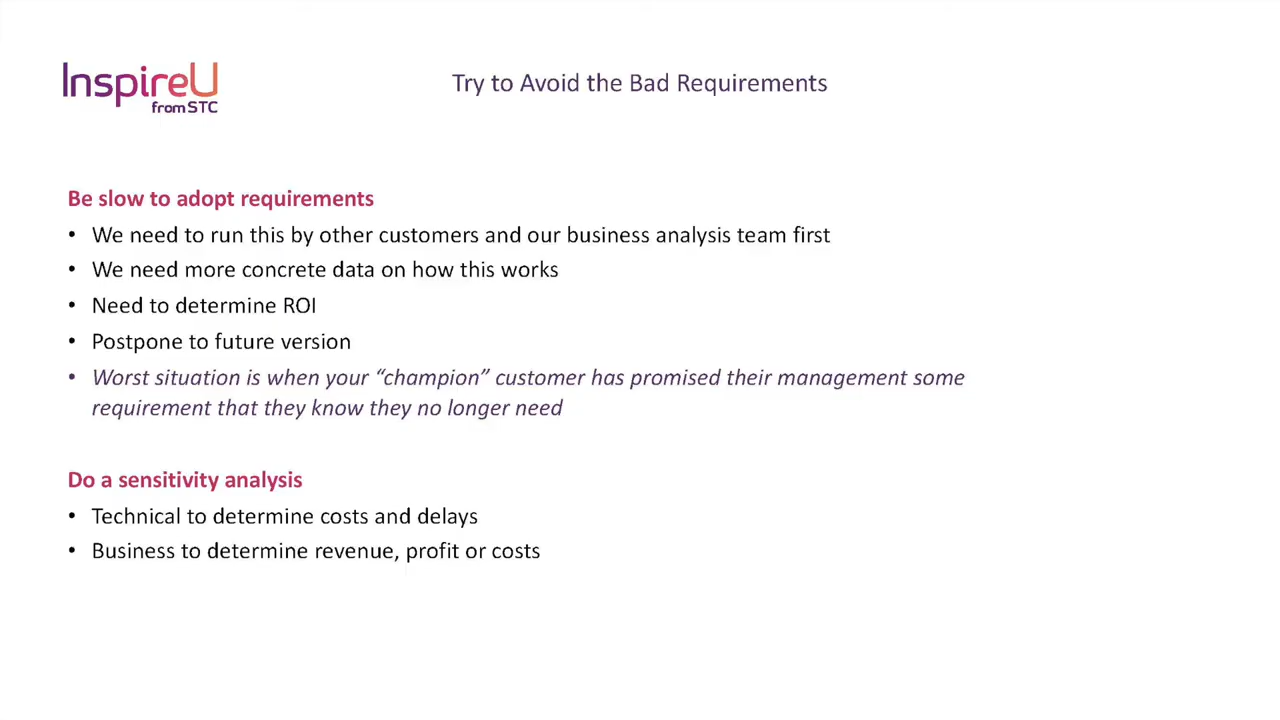 InspireU
from STC
Try to Avoid the Bad Requirements
Be slow to adopt requirements
• We need to run this by other customers and our business analysis team first
• We need more concrete data on how this works
• Need to determine ROI
• Postpone to future version
• Worst situation is when your “champion” customer has promised their management some
requirement that they know they no longer need
Do a sensitivity analysis
• Technical to determine costs and delays
• Business to determine revenue, profit or costs